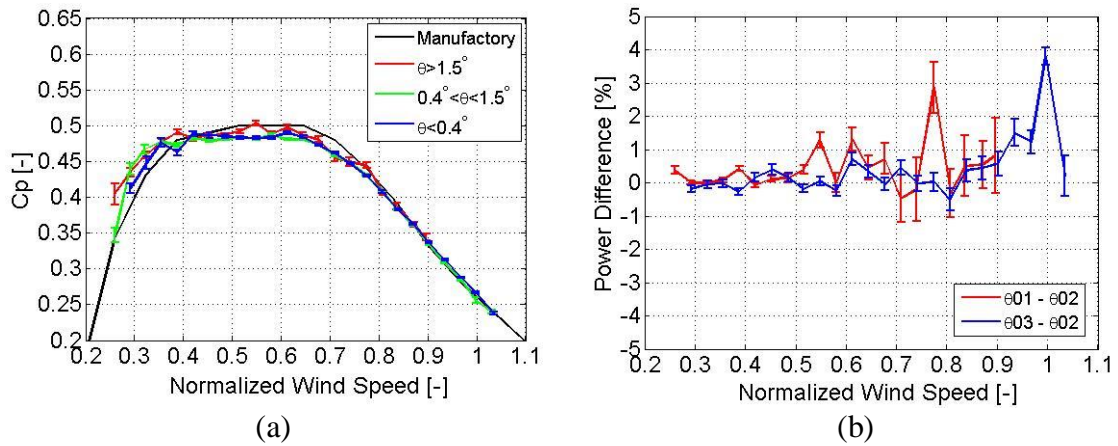 0.65
0.6
0.55
0.5
0.45
0.4
0.35
0.3
0.25
0.2
Cp [-]
Manufactory
θ>1.5°
0.4°<θ<1.5°
θ<0.4°
0.2 0.3 0.4 0.5 0.6 0.7 0.8 0.9 1 1.1
Normalized Wind Speed [-]
(a)
5
4
3
2
1
0
-1
-2
-3
-4
-5
Power Difference [%]
θ01 - θ02
θ03 - θ02
0.2 0.3 0.4 0.5 0.6 0.7 0.8 0.9 1 1.1
Normalized Wind Speed [-]
(b)